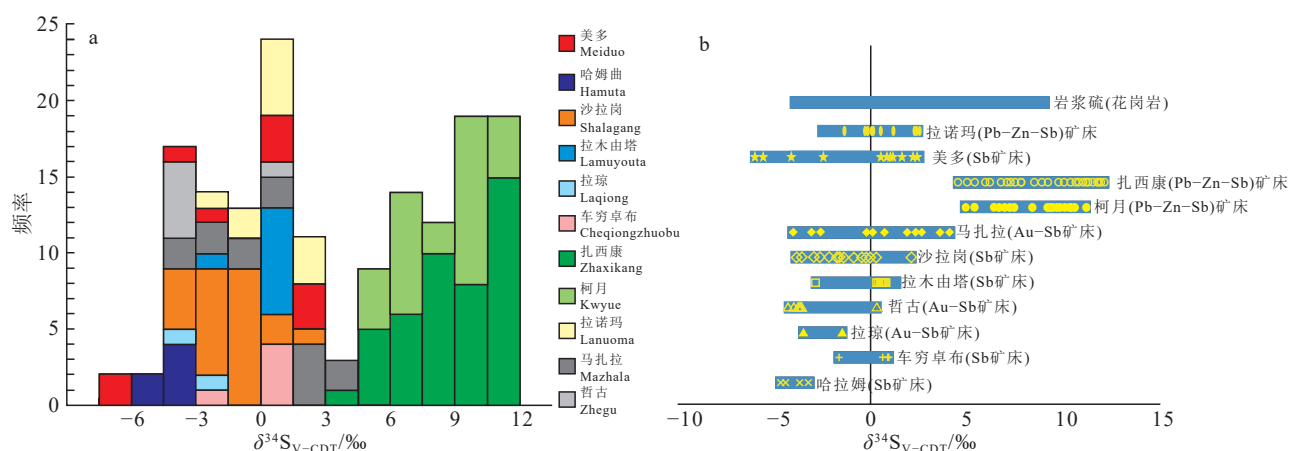 a
频率
25
20
15
10
5
0
−6
−3
0
3
6
9
12
δ³⁴S_V−CDT/‰
美多
Meiduo
哈姆曲
Hamuta
沙拉岗
Shalagang
拉木由塔
Lamuyouta
拉琼
Laqiong
车穷卓布
Cheqiongzhuobu
扎西康
Zhaxikang
柯月
Kwyue
拉诺玛
Lanuoma
马扎拉
Mazhala
哲古
Zhegu
b
岩浆硫(花岗岩)
拉诺玛(Pb−Zn−Sb)矿床
美多(Sb矿床)
扎西康(Pb−Zn−Sb)矿床
柯月(Pb−Zn−Sb)矿床
马扎拉(Au−Sb矿床)
沙拉岗(Sb矿床)
拉木由塔(Sb矿床)
哲古(Au−Sb矿床)
拉琼(Au−Sb矿床)
车穷卓布(Sb矿床)
哈拉姆(Sb矿床)
−10
−5
0
5
10
15
δ³⁴S_V−CDT/‰